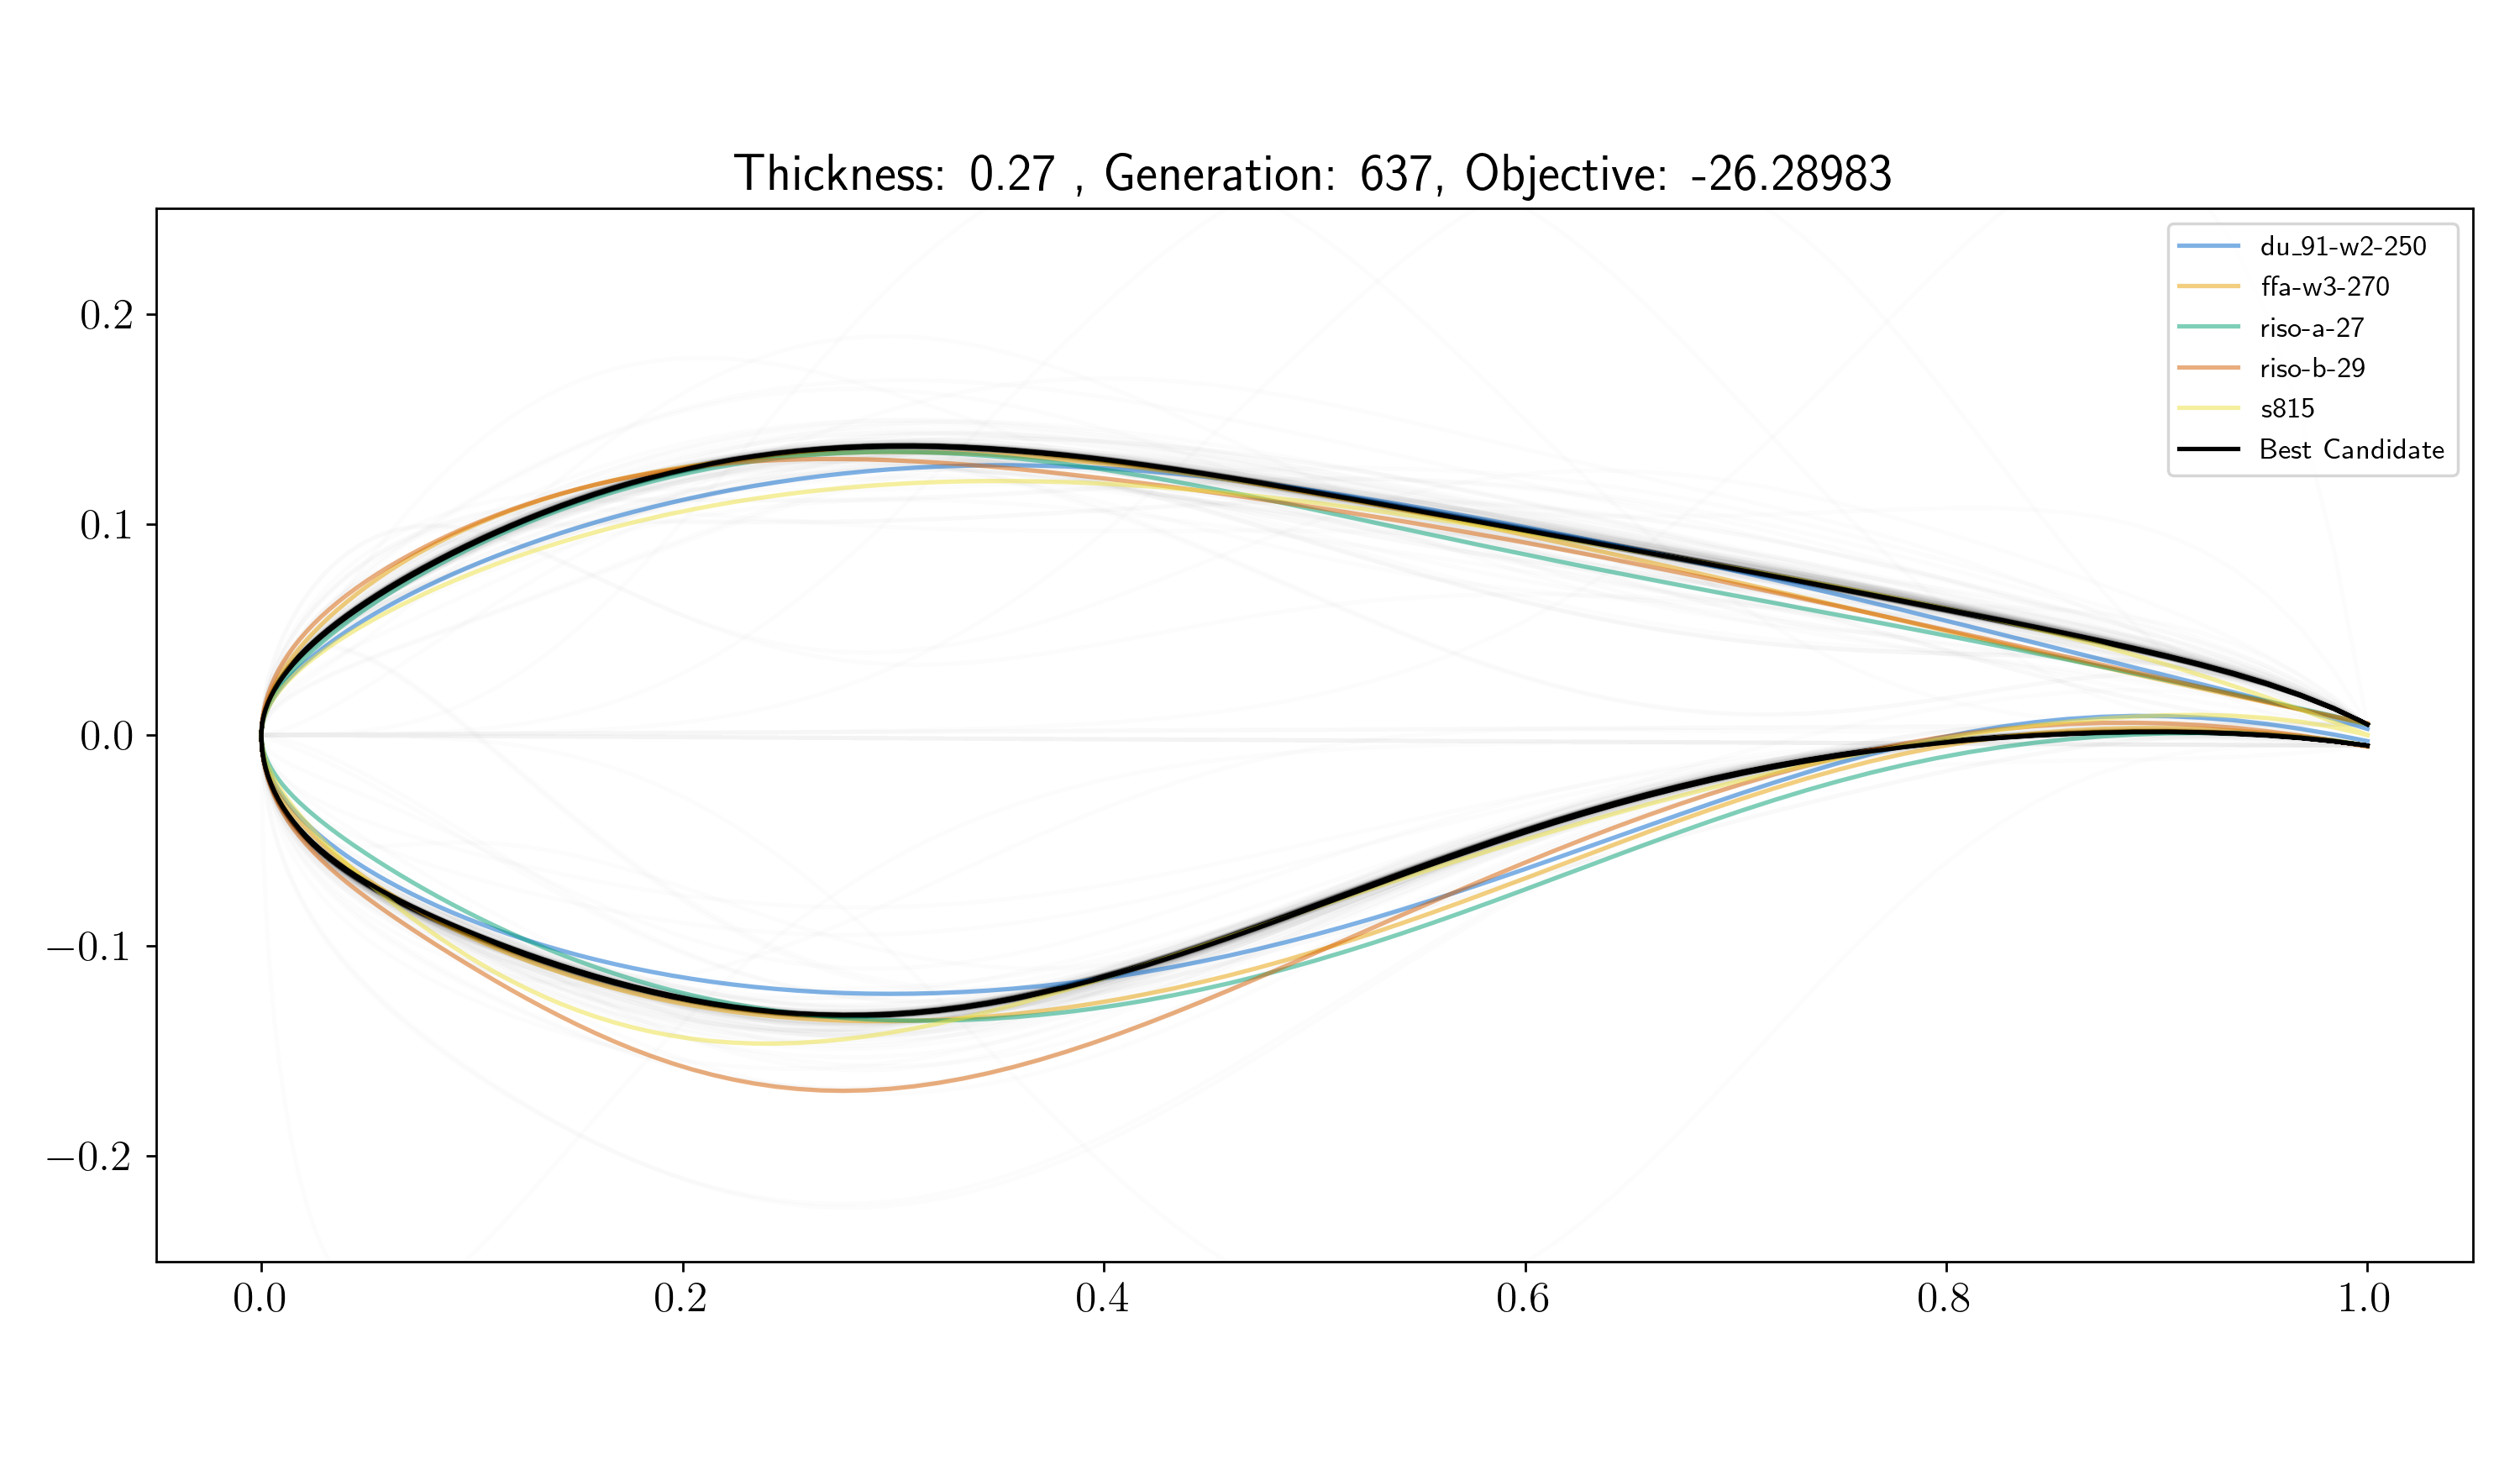 Thickness: 0.27 , Generation: 637, Objective: -26.28983
du_91-w2-250
ffa-w3-270
riso-a-27
riso-b-29
s815
Best Candidate
0.2
0.1
0.0
−0.1
−0.2
0.0 0.2 0.4 0.6 0.8 1.0